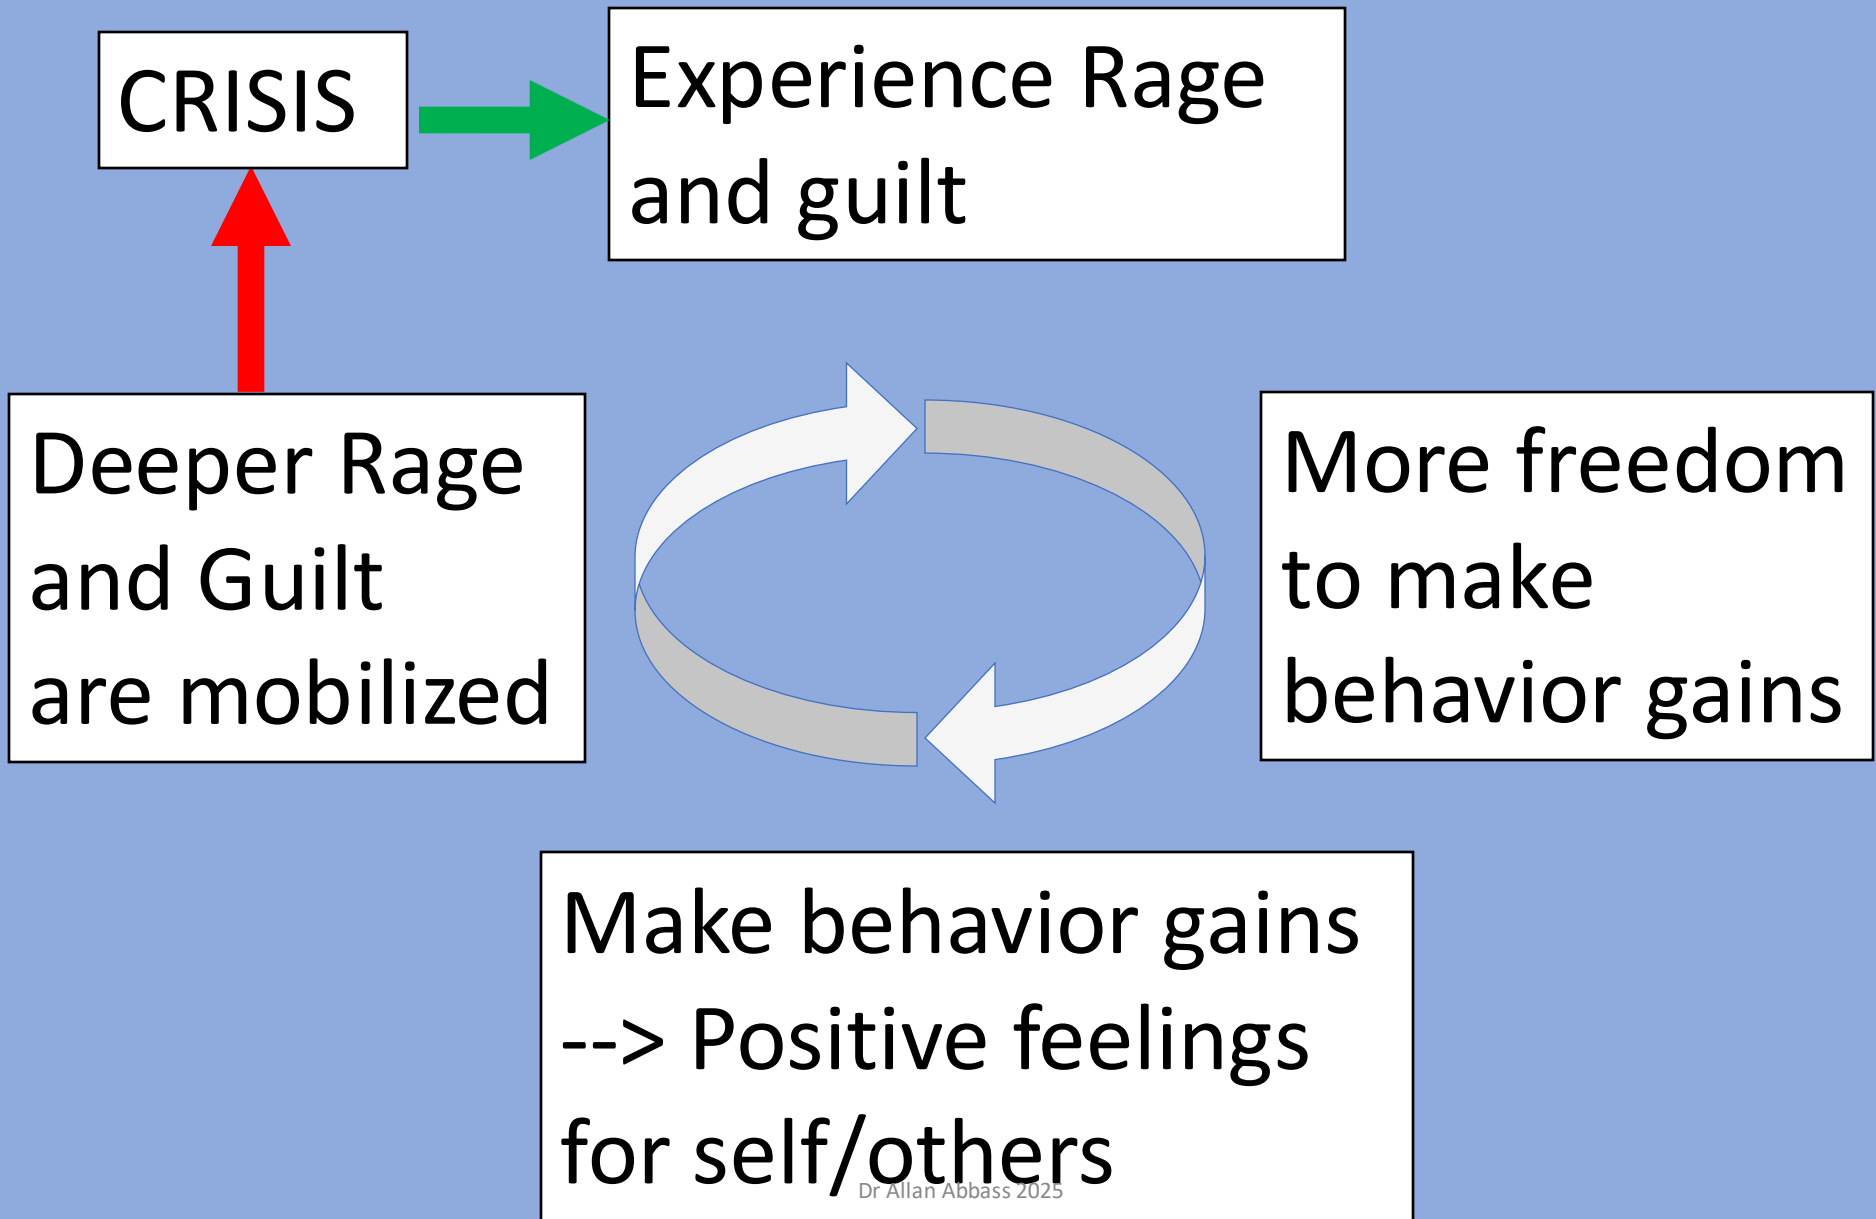 CRISIS
Experience Rage
and guilt
Deeper Rage
and Guilt
are mobilized
More freedom
to make
behavior gains
Make behavior gains
--> Positive feelings
for self/others
Dr Allan Abbass 2025